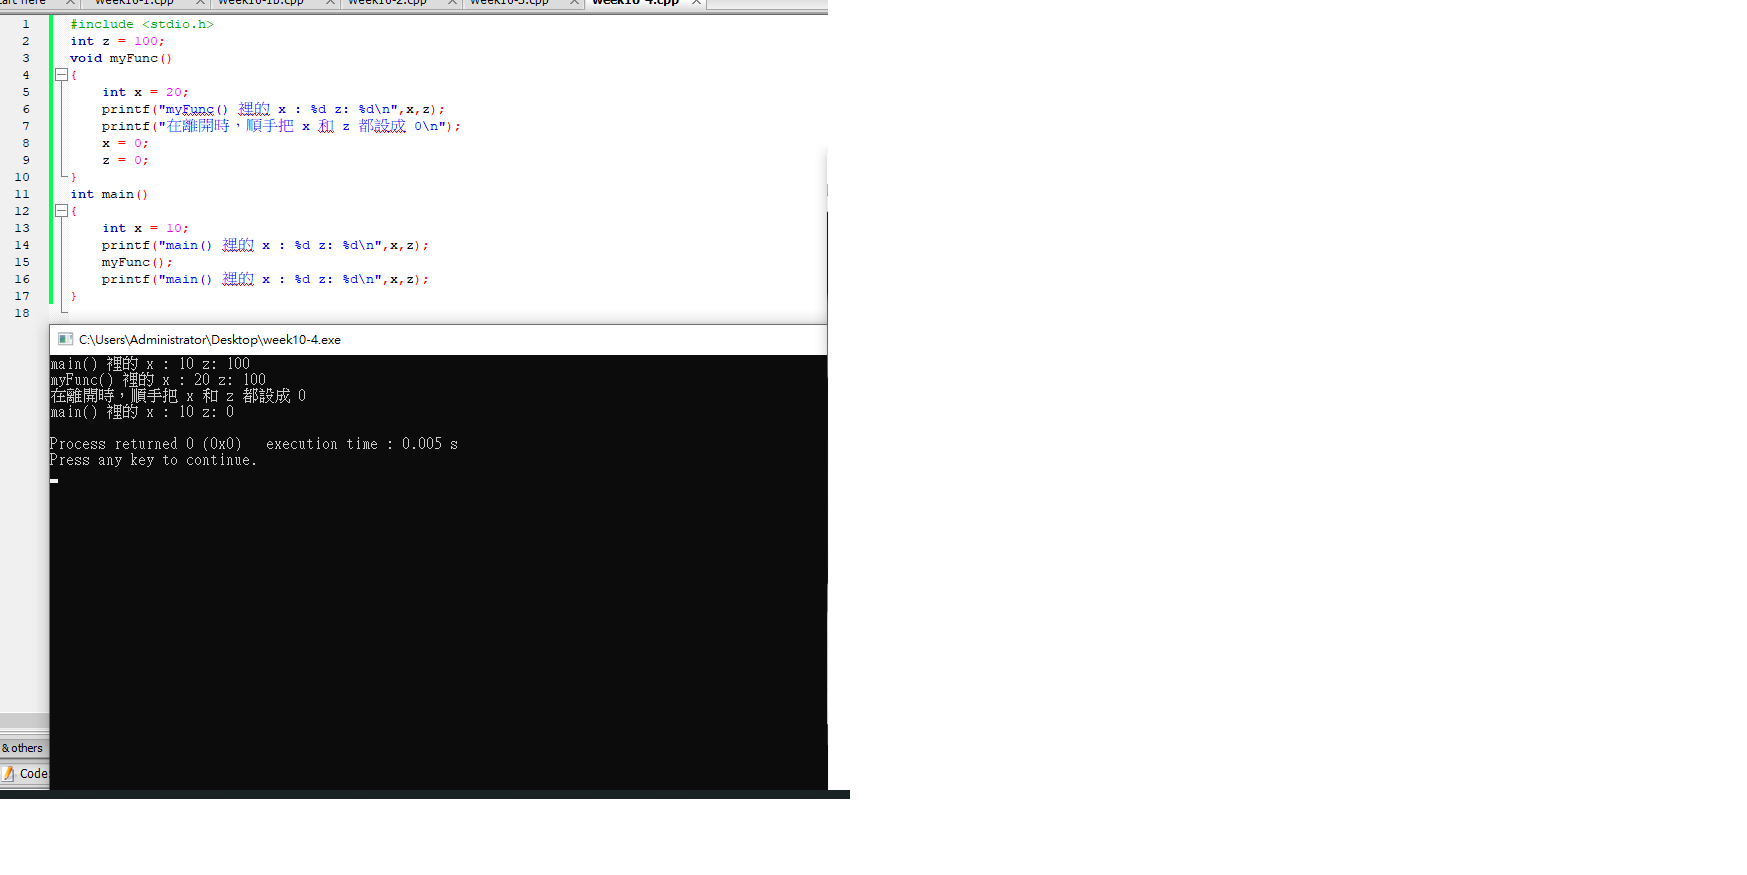 art here week10-1.cpp week10-1b.cpp week10-2.cpp week10-3.cpp week10-4.cpp
1 #include <stdio.h>
2 int z = 100;
3 void myFunc()
4 {
5 int x = 20;
6 printf("myFunc() 裡的 x : %d z: %d\n",x,z);
7 printf("在離開時，順手把 x 和 z 都設成 0\n");
8 x = 0;
9 z = 0;
10 }
11 int main()
12 {
13 int x = 10;
14 printf("main() 裡的 x : %d z: %d\n",x,z);
15 myFunc();
16 printf("main() 裡的 x : %d z: %d\n",x,z);
17 }
18
C:\Users\Administrator\Desktop\week10-4.exe
main() 裡的 x : 10 z: 100
myFunc() 裡的 x : 20 z: 100
在離開時，順手把 x 和 z 都設成 0
main() 裡的 x : 10 z: 0
Process returned 0 (0x0) execution time : 0.005 s
Press any key to continue.
& others
Code